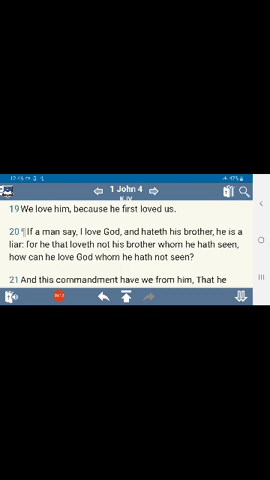 1 John 4
KJV
19 We love him, because he first loved us.
20 ¶ If a man say, I love God, and hateth his brother, he is a
liar: for he that loveth not his brother whom he hath seen,
how can he love God whom he hath not seen?
21 And this commandment have we from him, That he